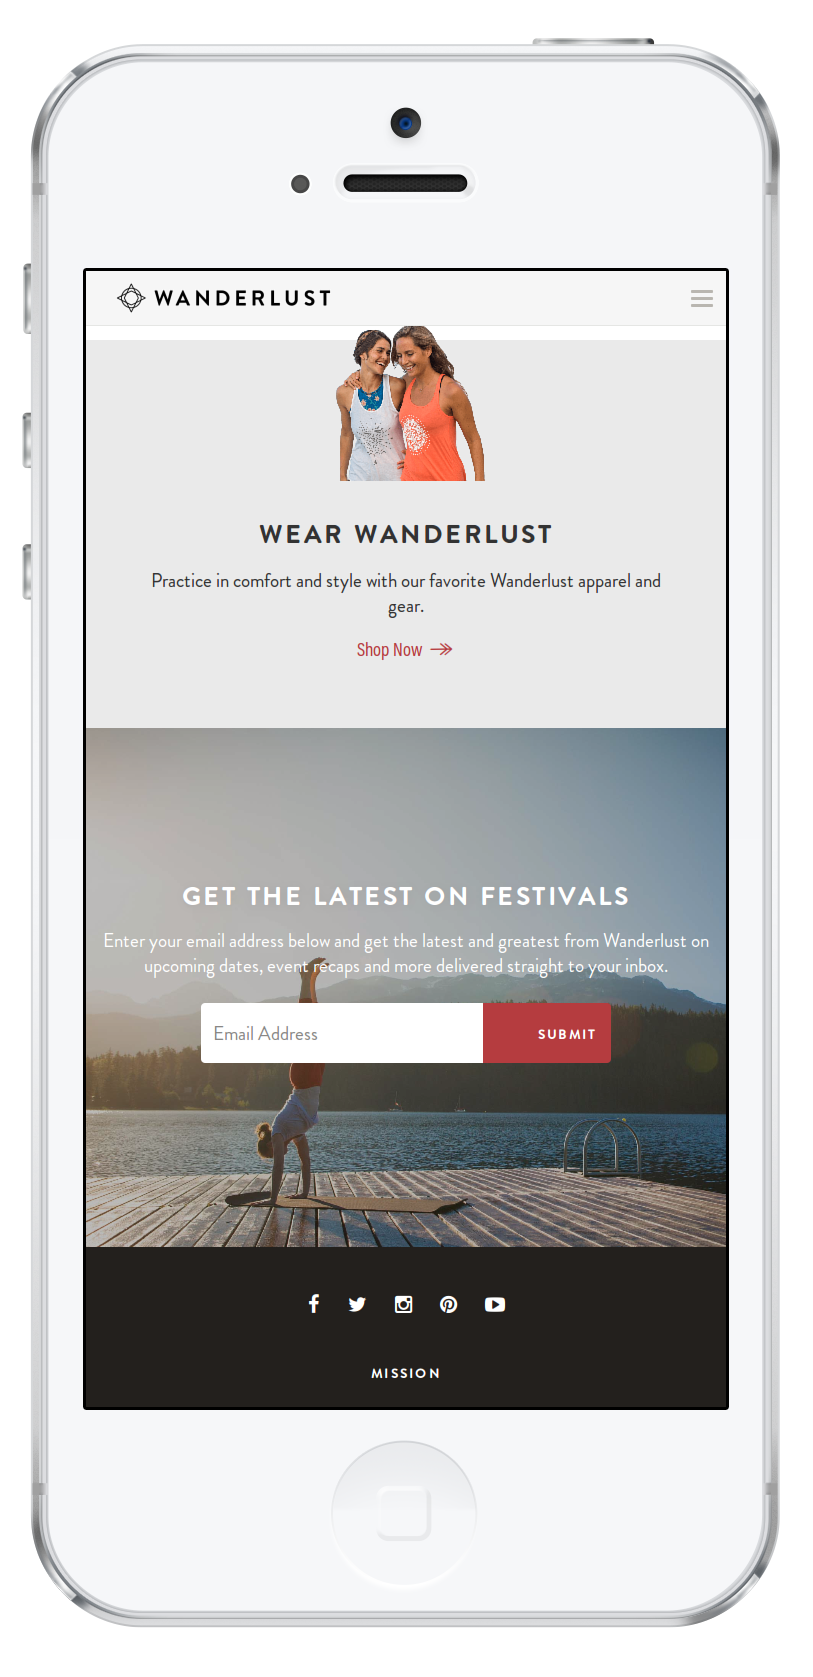 WANDERLUST
WEAR WANDERLUST
Practice in comfort and style with our favorite Wanderlust apparel and
gear.
Shop Now
GET THE LATEST ON FESTIVALS
Enter your email address below and get the latest and greatest from Wanderlust on
upcoming dates, event recaps and more delivered straight to your inbox.
Email Address
SUBMIT
MISSION